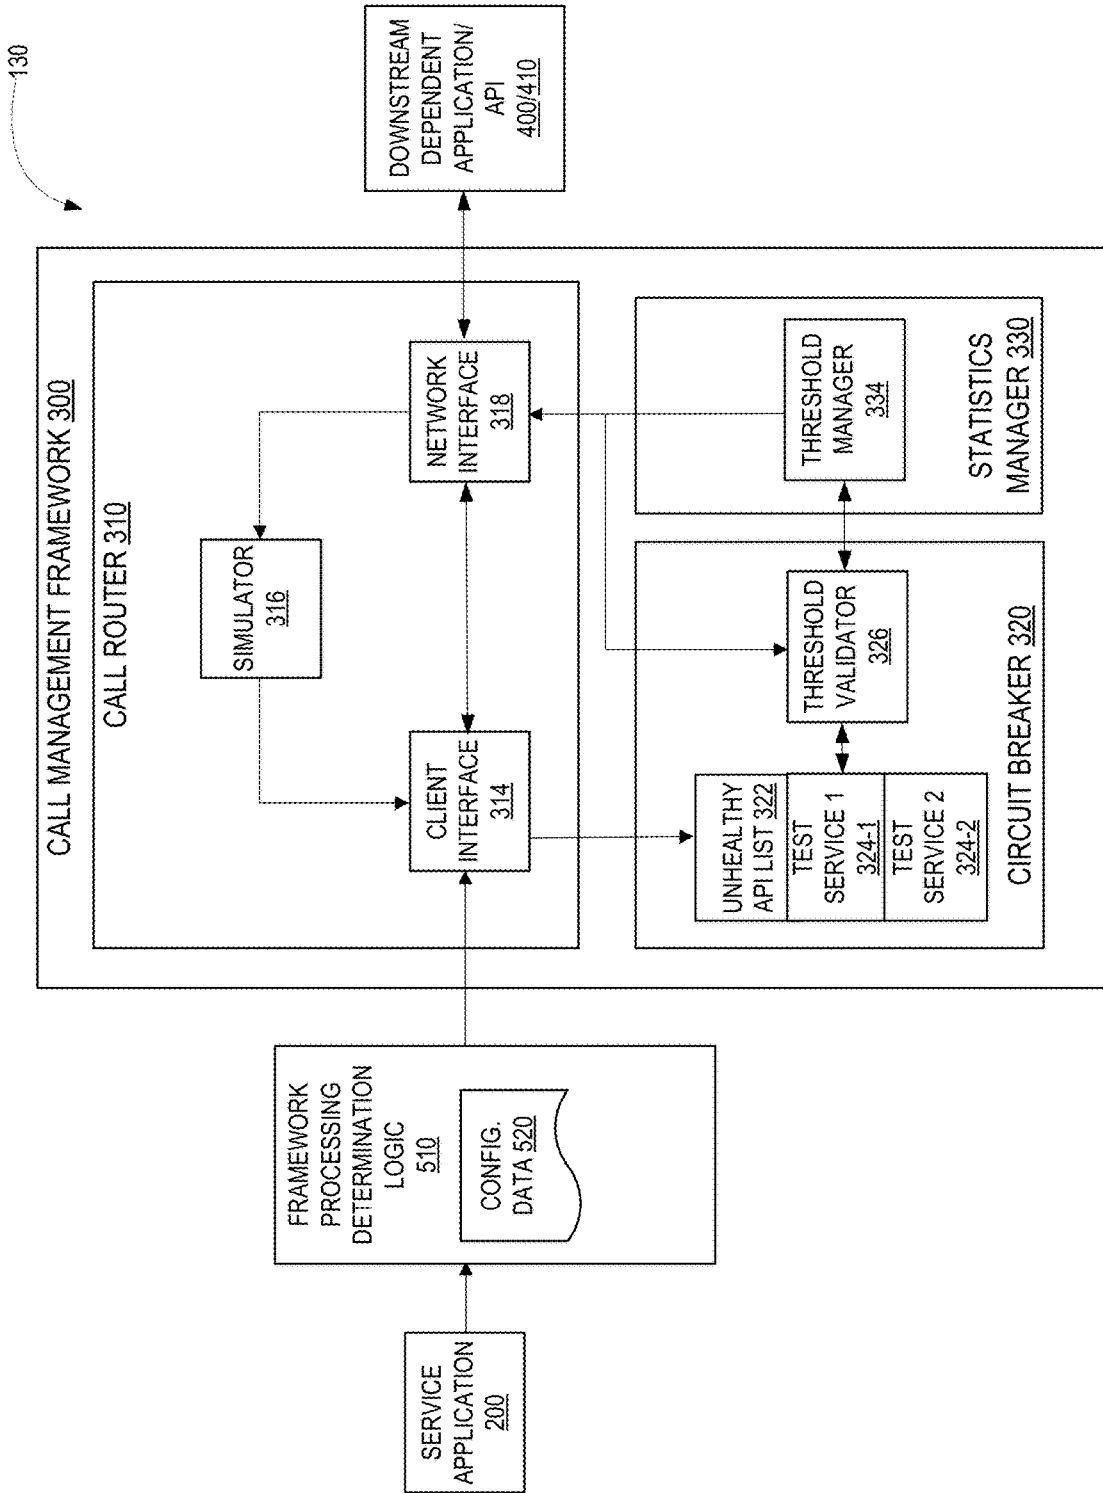 130
CALL MANAGEMENT FRAMEWORK 300
CALL ROUTER 310
SIMULATOR
316
CLIENT
INTERFACE
314
NETWORK
INTERFACE
318
DOWNSTREAM
DEPENDENT
APPLICATION/
API
400/410
SERVICE
APPLICATION
200
FRAMEWORK
PROCESSING
DETERMINATION
LOGIC
510
CONFIG.
DATA 520
UNHEALTHY
API LIST 322
TEST
SERVICE 1
324-1
TEST
SERVICE 2
324-2
THRESHOLD
VALIDATOR
326
CIRCUIT BREAKER 320
THRESHOLD
MANAGER
334
STATISTICS
MANAGER 330